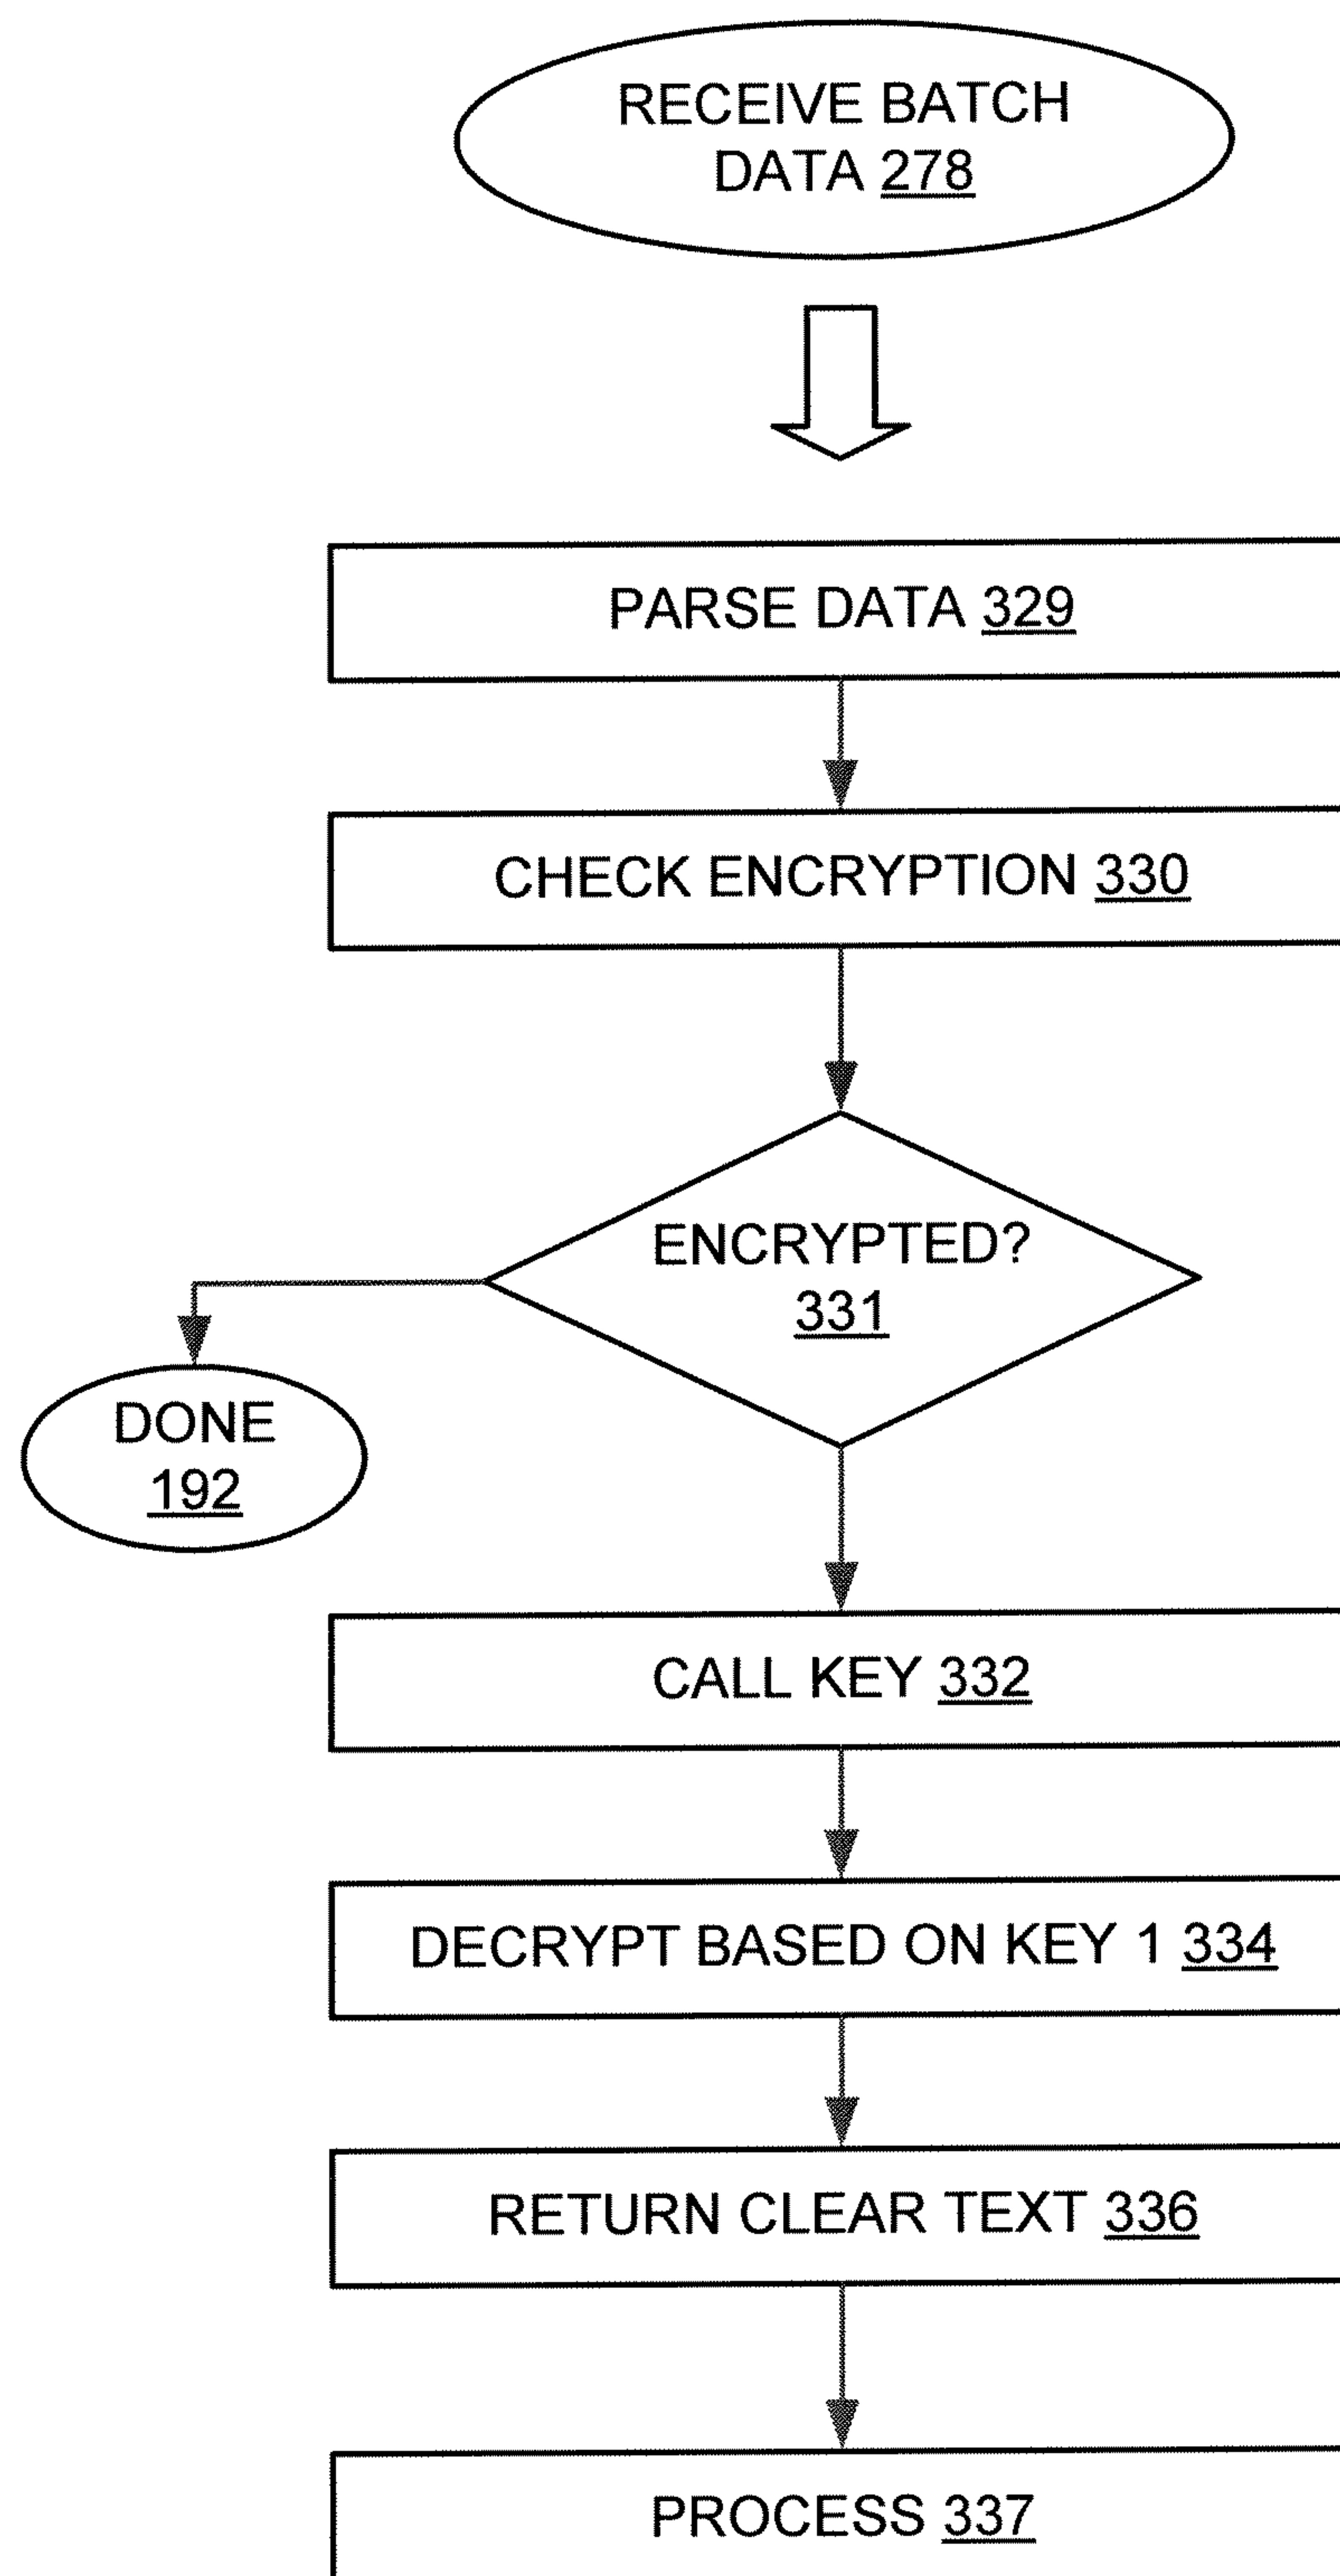 RECEIVE BATCH
DATA 278
PARSE DATA 329
CHECK ENCRYPTION 330
ENCRYPTED?
331
DONE
192
CALL KEY 332
DECRYPT BASED ON KEY 1 334
RETURN CLEAR TEXT 336
PROCESS 337